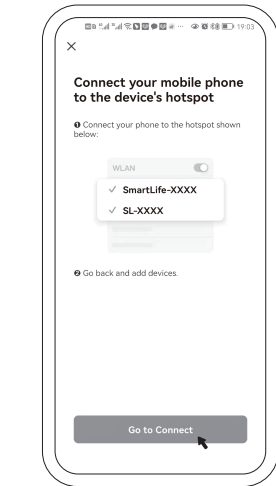 19:03
Connect your mobile phone
to the device's hotspot
❶ Connect your phone to the hotspot shown
below:
WLAN
✓ SmartLife-XXXX
✓ SL-XXXX
❷ Go back and add devices.
Go to Connect